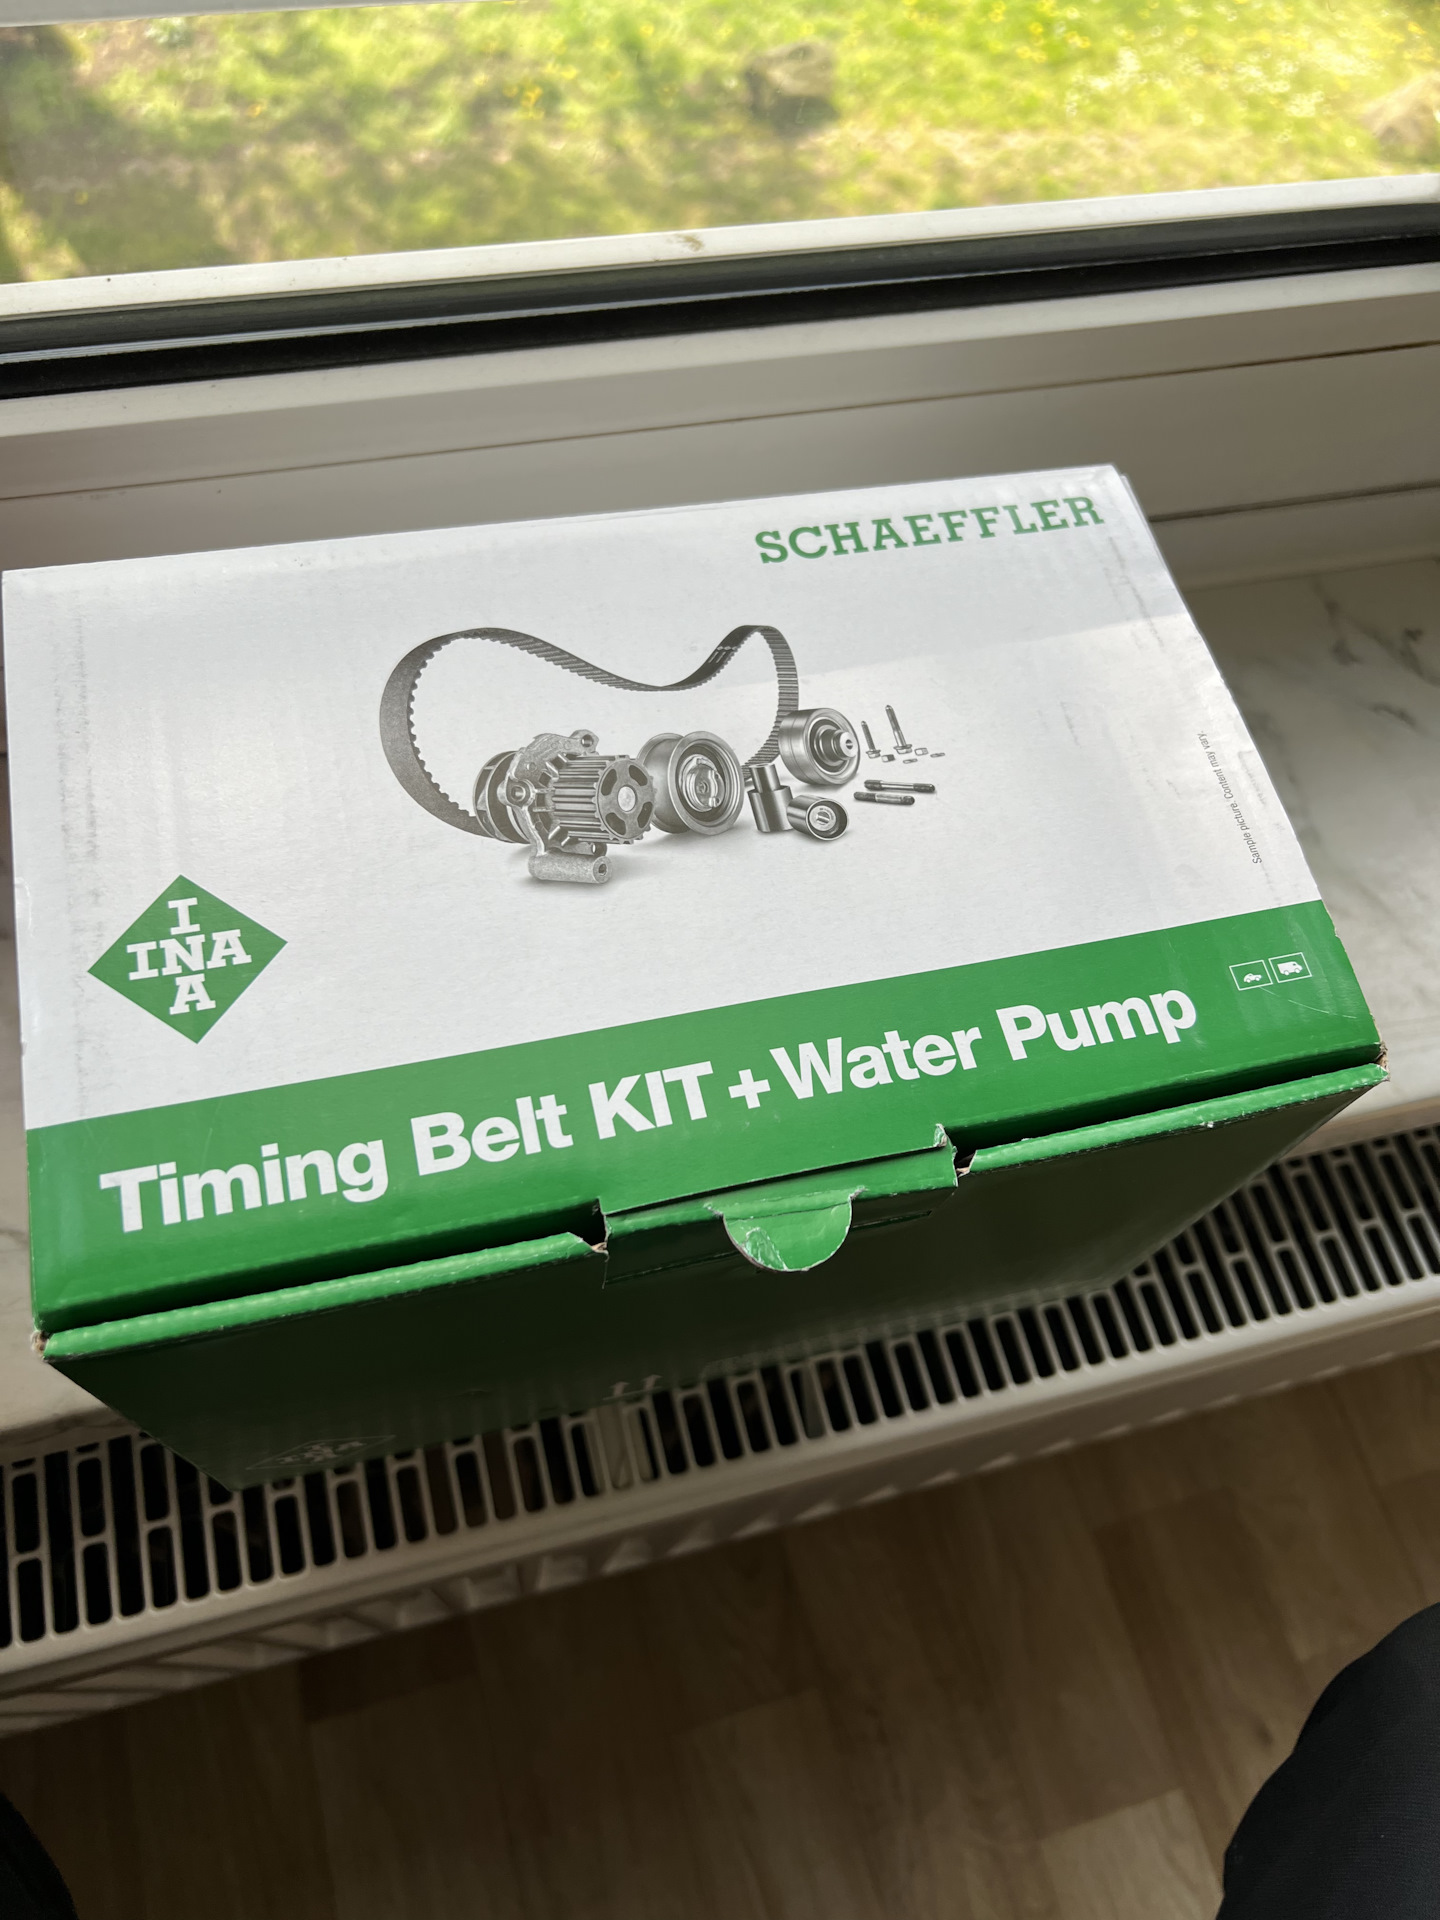 SCHAEFFLER
Sample picture. Content may vary.
I
INA
A
Timing Belt KIT + Water Pump